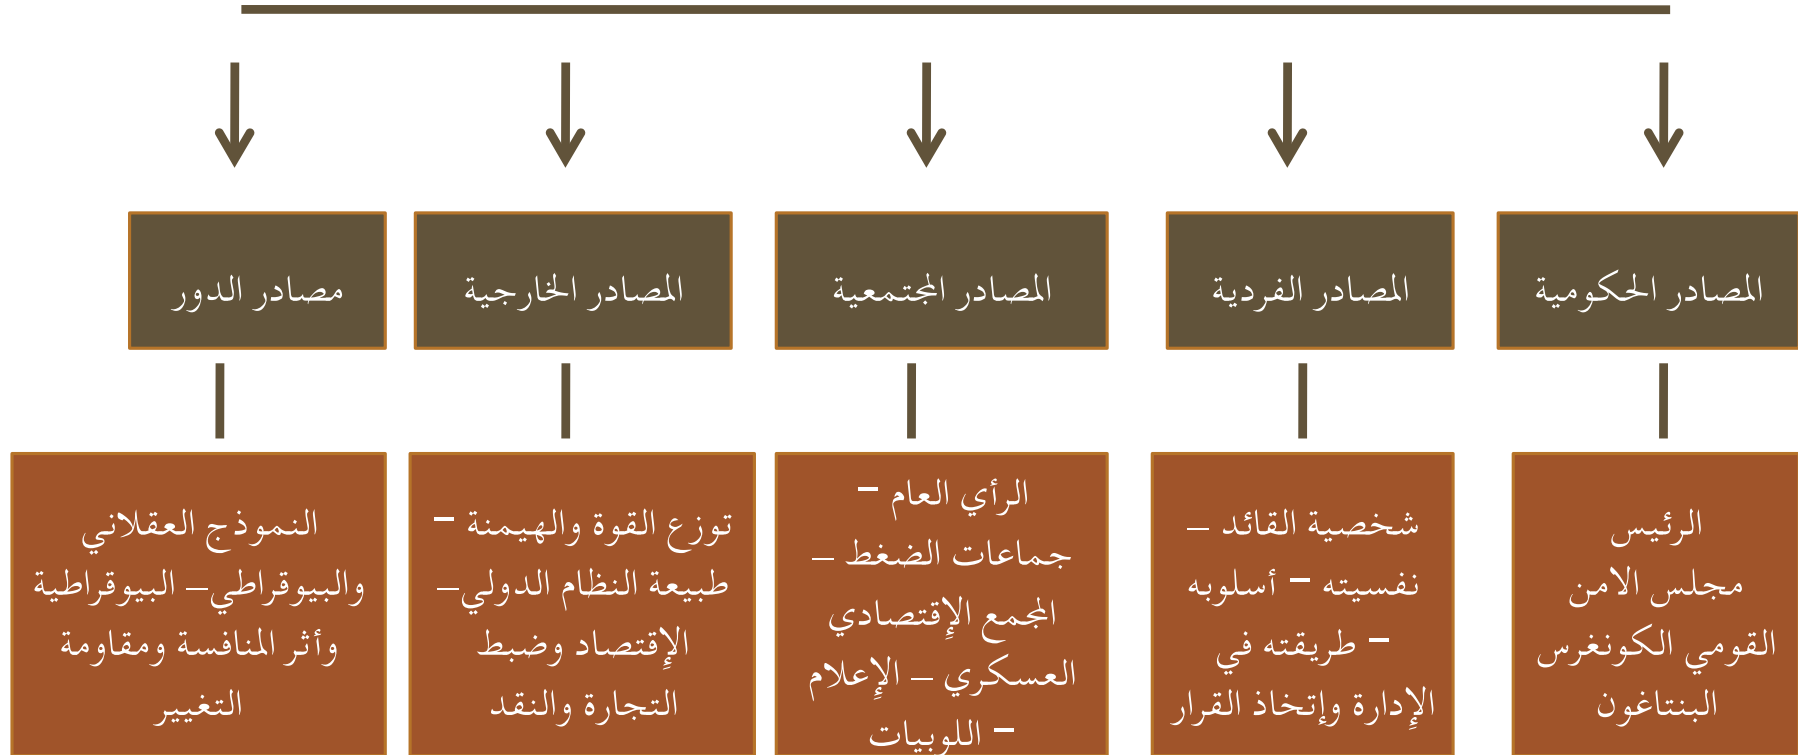 المصادر الحكومية
المصادر الفردية
المصادر المجتمعية
المصادر الخارجية
مصادر الدور
الرئيس
مجلس الامن
القومي الكونغرس
البنتاغون
شخصية القائد –
نفسيته – أسلوبه
– طريقته في
الإدارة وإتخاذ القرار
الرأي العام –
جماعات الضغط –
المجمع الإقتصادي
العسكري – الإعلام
– اللوبيات
توزع القوة والهيمنة –
طبيعة النظام الدولي–
الإقتصاد وضبط
التجارة والنقد
النموذج العقلاني
والبيوقراطي– البيوقراطية
وأثر المنافسة ومقاومة
التغيير